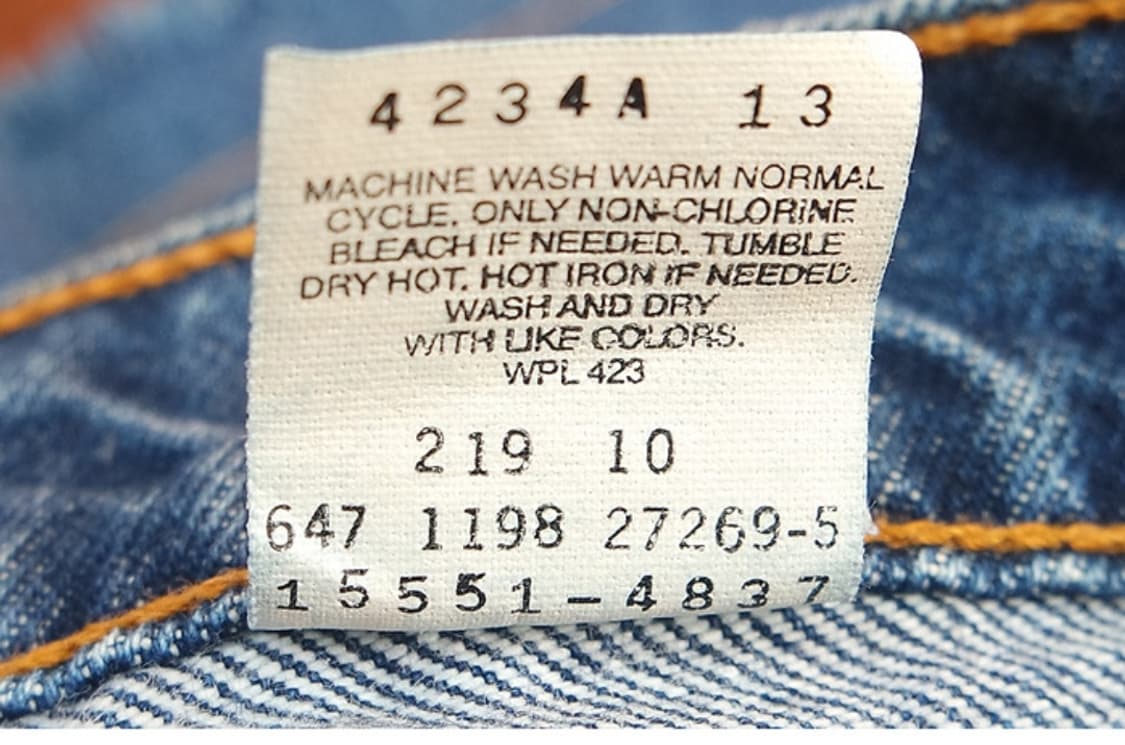 4234A 13
MACHINE WASH WARM NORMAL
CYCLE. ONLY NON-CHLORINE
BLEACH IF NEEDED. TUMBLE
DRY HOT. HOT IRON IF NEEDED.
WASH AND DRY
WITH LIKE COLORS.
WPL 423
219 10
647 1198 27269-5
15551-4837